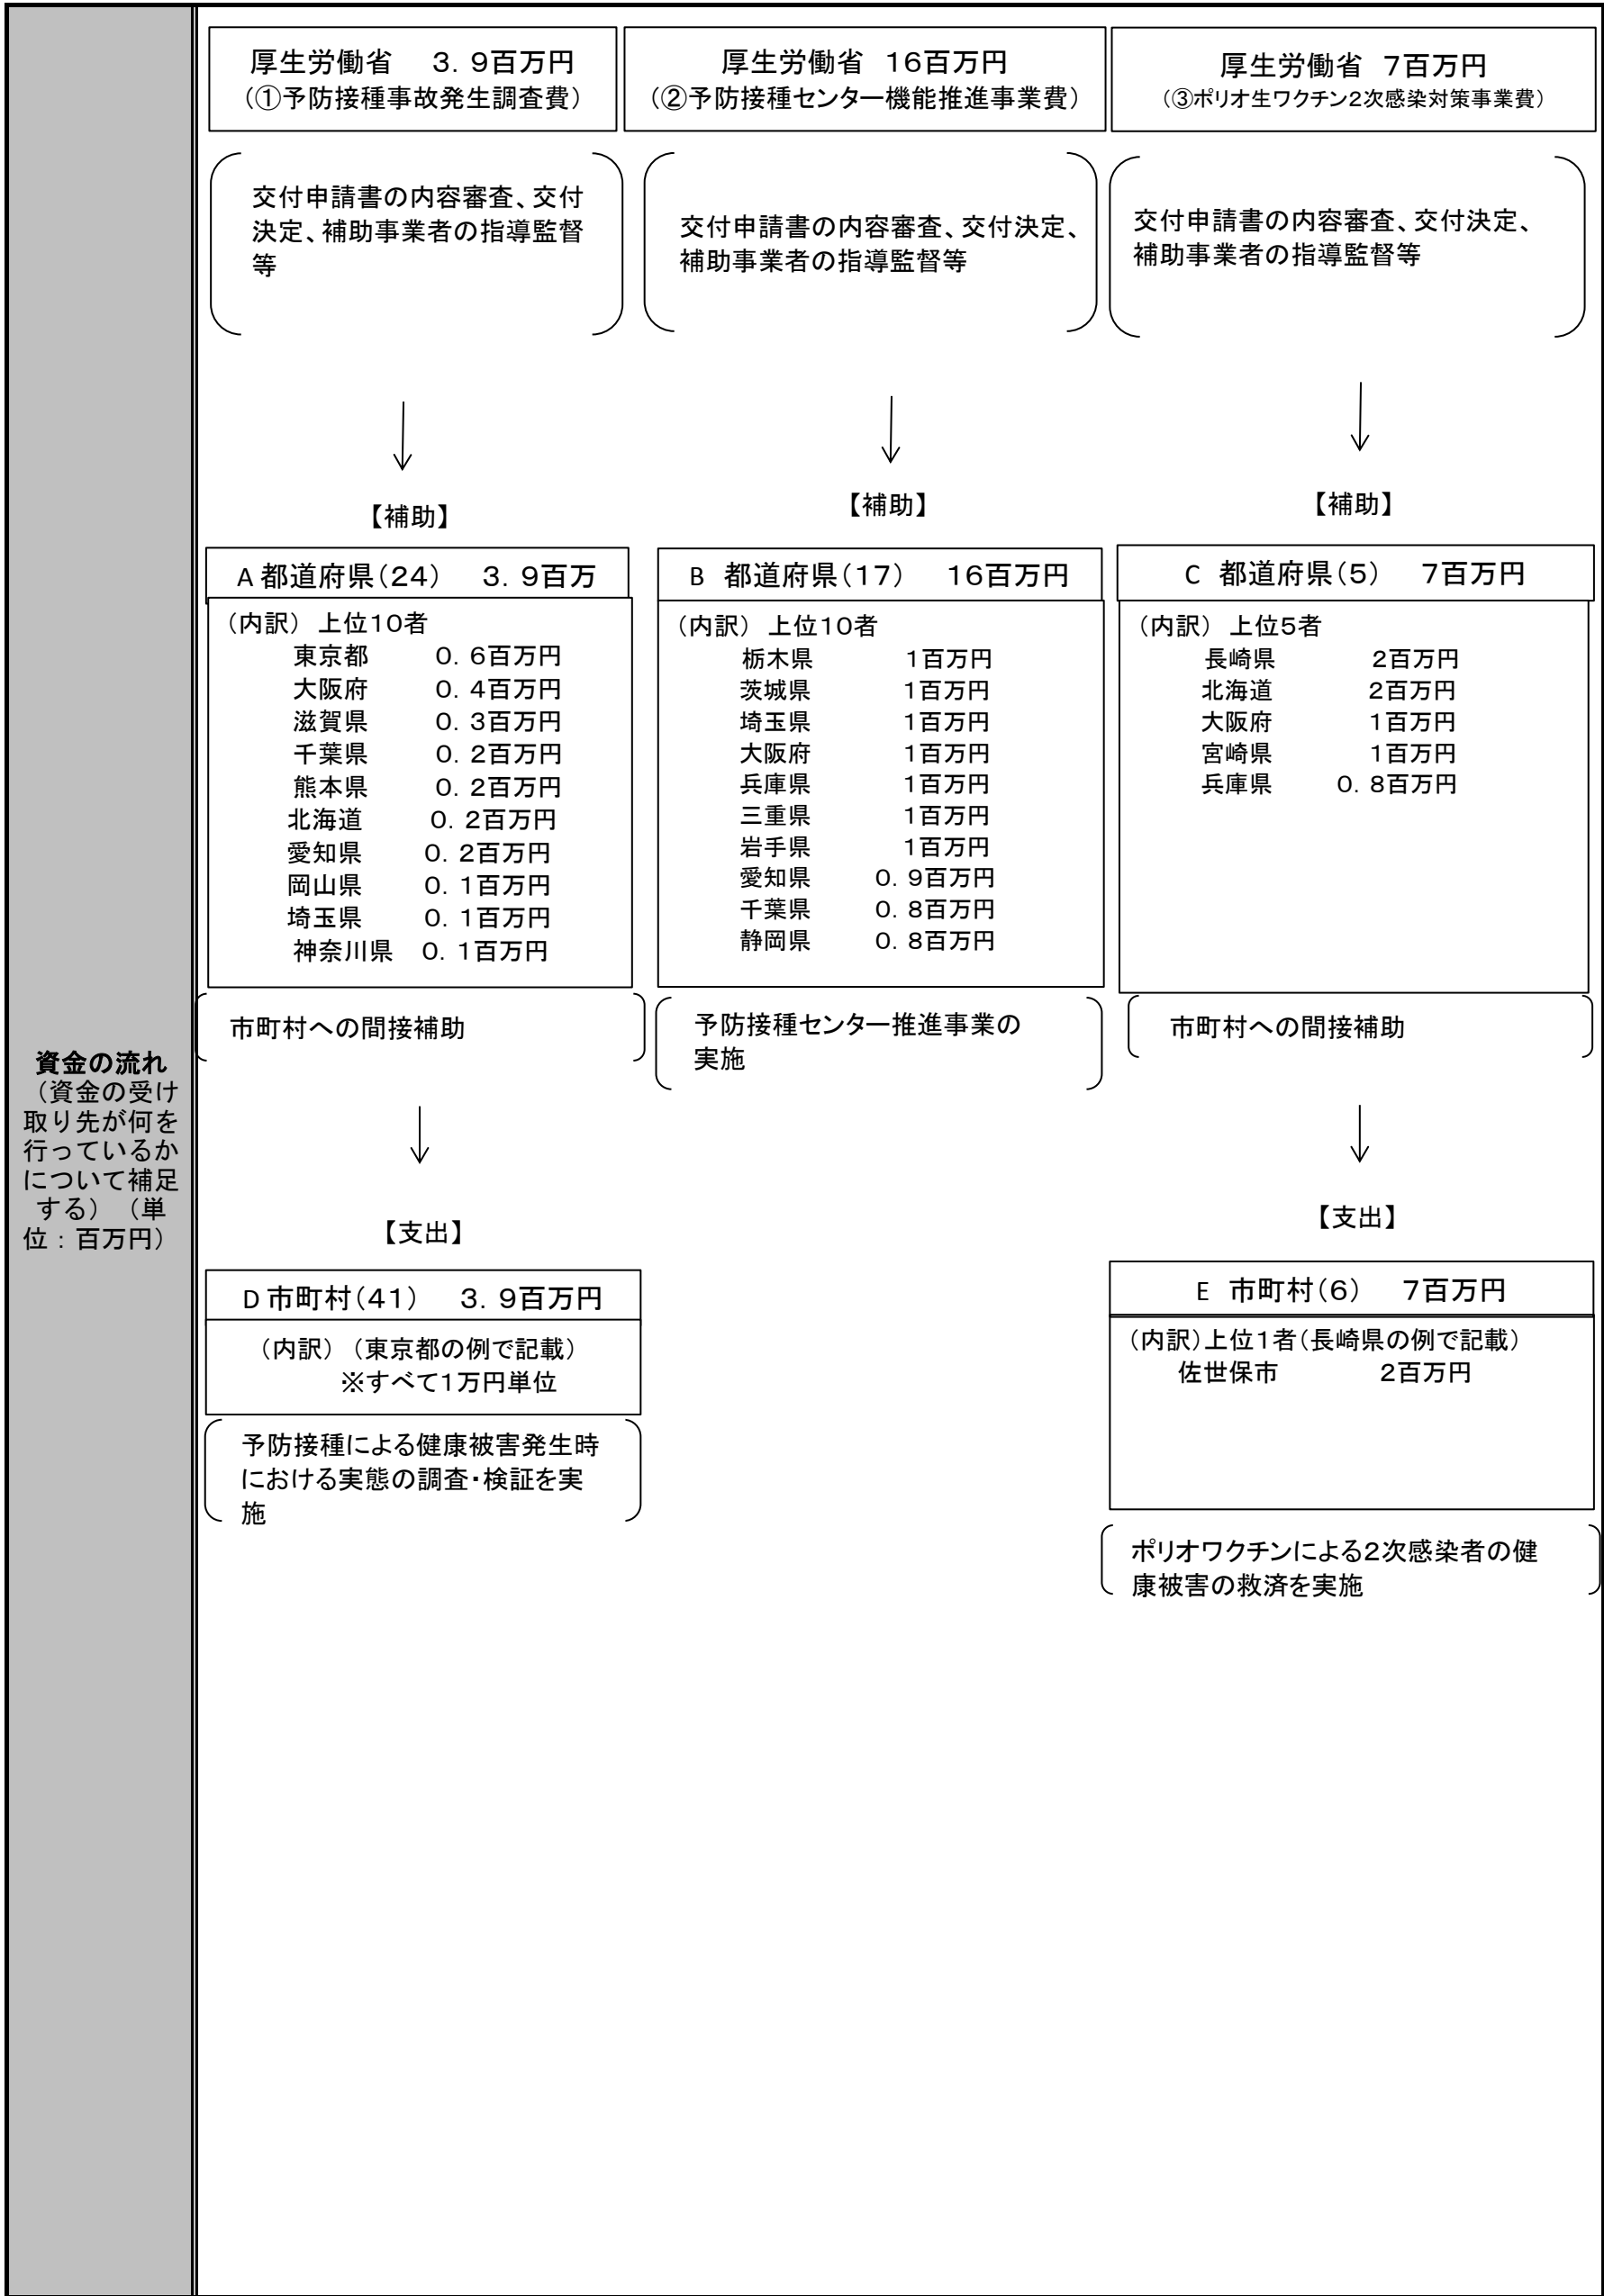 資金の流れ
（資金の受け
取り先が何を
行っているか
について補足
する）（単
位：百万円）
厚生労働省　3．9百万円
（①予防接種事故発生調査費）
交付申請書の内容審査、交付
決定、補助事業者の指導監督
等
【補助】
A 都道府県（24）　3．9百万
（内訳）上位10者
東京都　0．6百万円
大阪府　0．4百万円
滋賀県　0．3百万円
千葉県　0．2百万円
熊本県　0．2百万円
北海道　0．2百万円
愛知県　0．2百万円
岡山県　0．1百万円
埼玉県　0．1百万円
神奈川県　0．1百万円
市町村への間接補助
【支出】
D 市町村（41）　3．9百万円
（内訳）（東京都の例で記載）
※すべて1万円単位
予防接種による健康被害発生時
における実態の調査・検証を実
施
厚生労働省　16百万円
（②予防接種センター機能推進事業費）
交付申請書の内容審査、交付決定、
補助事業者の指導監督等
【補助】
B　都道府県（17）　16百万円
（内訳）上位10者
栃木県　1百万円
茨城県　1百万円
埼玉県　1百万円
大阪府　1百万円
兵庫県　1百万円
三重県　1百万円
岩手県　1百万円
愛知県　0．9百万円
千葉県　0．8百万円
静岡県　0．8百万円
予防接種センター推進事業の
実施
厚生労働省　7百万円
（③ポリオ生ワクチン2次感染対策事業費）
交付申請書の内容審査、交付決定、
補助事業者の指導監督等
【補助】
C　都道府県（5）　7百万円
（内訳）上位5者
長崎県　2百万円
北海道　2百万円
大阪府　1百万円
宮崎県　1百万円
兵庫県　0．8百万円
市町村への間接補助
【支出】
E　市町村（6）　7百万円
（内訳）上位1者（長崎県の例で記載）
佐世保市　2百万円
ポリオワクチンによる2次感染者の健
康被害の救済を実施